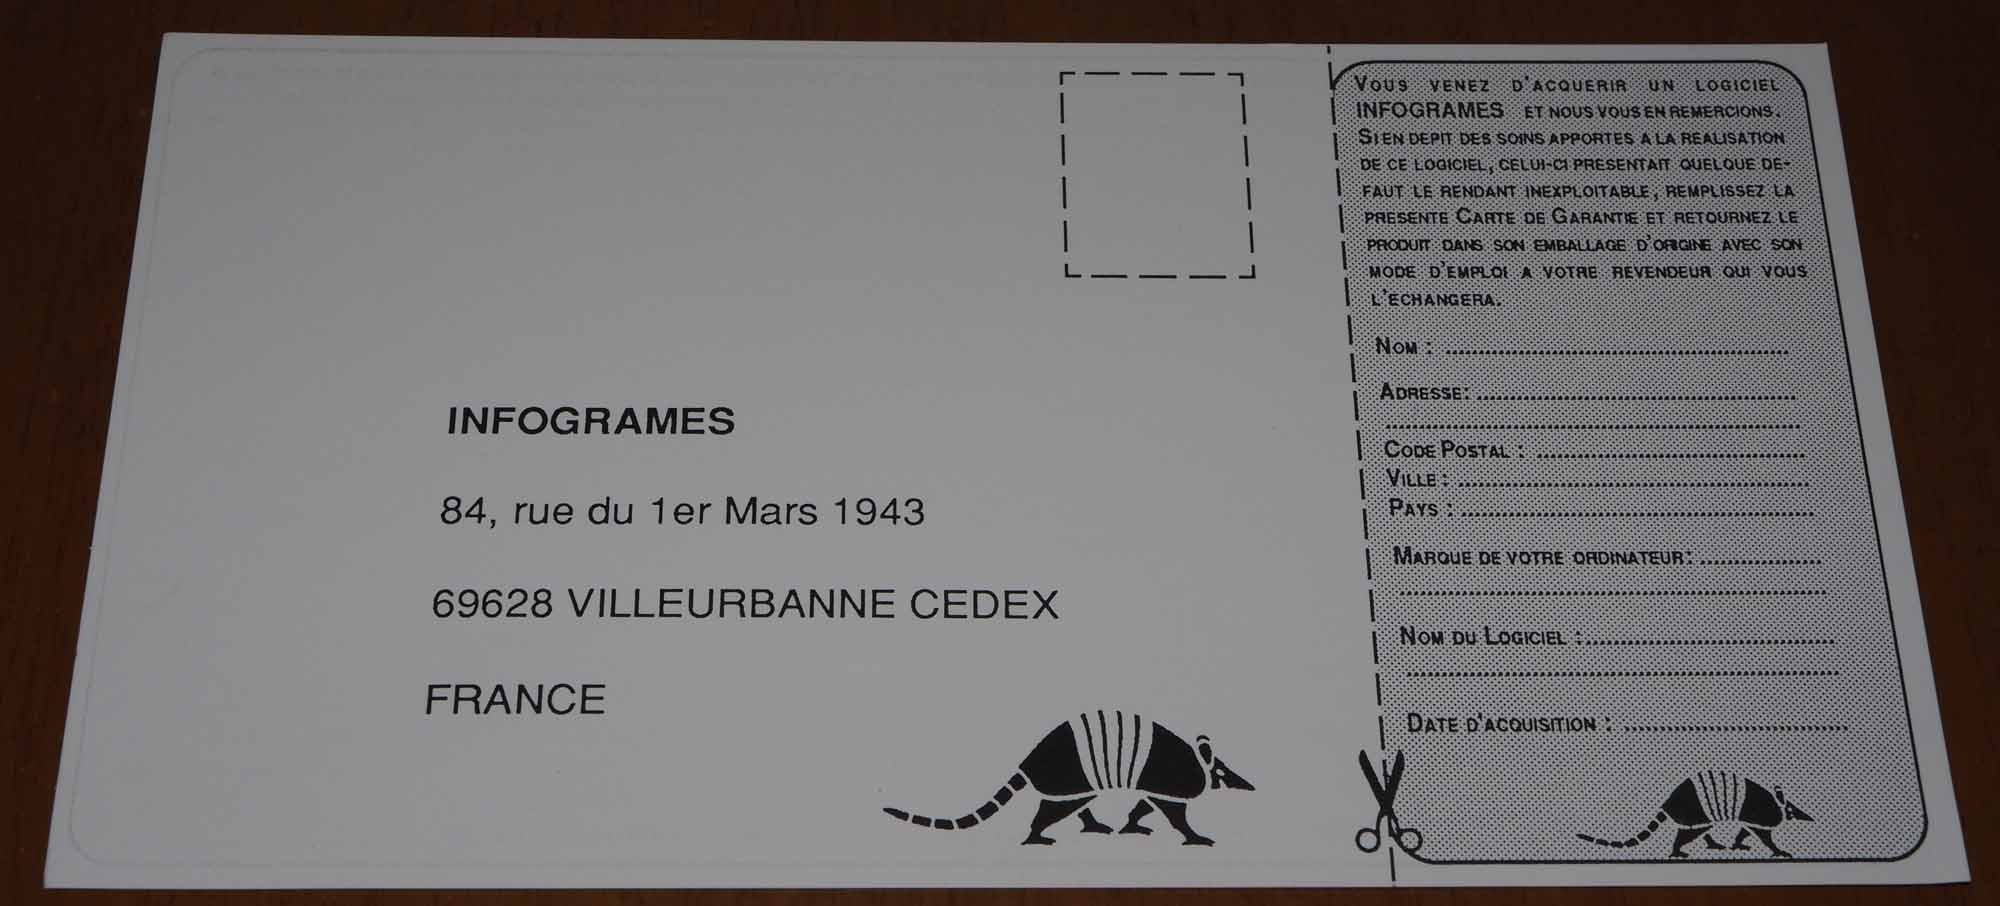 INFOGRAMES
84, rue du 1er Mars 1943
69628 VILLEURBANNE CEDEX
FRANCE
VOUS VENEZ D'ACQUERIR UN LOGICIEL
INFOGRAMES ET NOUS VOUS EN REMERCIONS.
SI EN DEPIT DES SOINS APPORTES A LA REALISATION
DE CE LOGICIEL, CELUI-CI PRESENTAIT QUELQUE DE-
FAUT LE RENDANT INEXPLOITABLE, REMPLISSEZ LA
PRESENTE CARTE DE GARANTIE ET RETOURNEZ LE
PRODUIT DANS SON EMBALLAGE D'ORIGINE AVEC SON
MODE D'EMPLOI A VOTRE REVENDEUR QUI VOUS
L'ECHANGERA.
NOM :
ADRESSE:
CODE POSTAL :
VILLE :
PAYS :
MARQUE DE VOTRE ORDINATEUR:
NOM DU LOGICIEL :
DATE D'ACQUISITION :